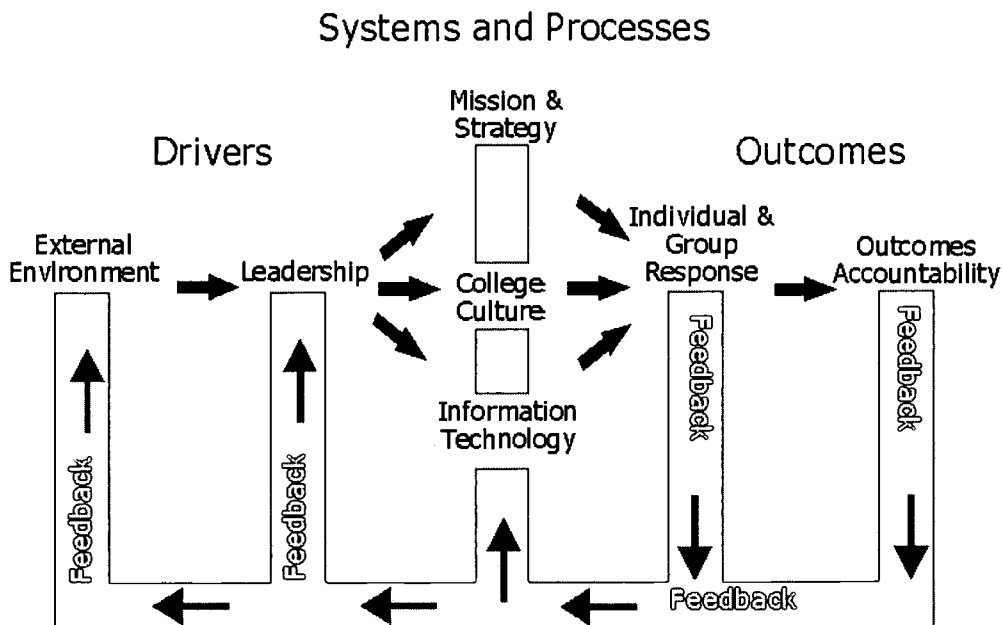 Systems and Processes
Mission &
Strategy
Drivers
Outcomes
External
Environment
Leadership
College
Culture
Individual &
Group
Response
Outcomes
Accountability
Information
Technology
Feedback
Feedback
Feedback
Feedback
Feedback